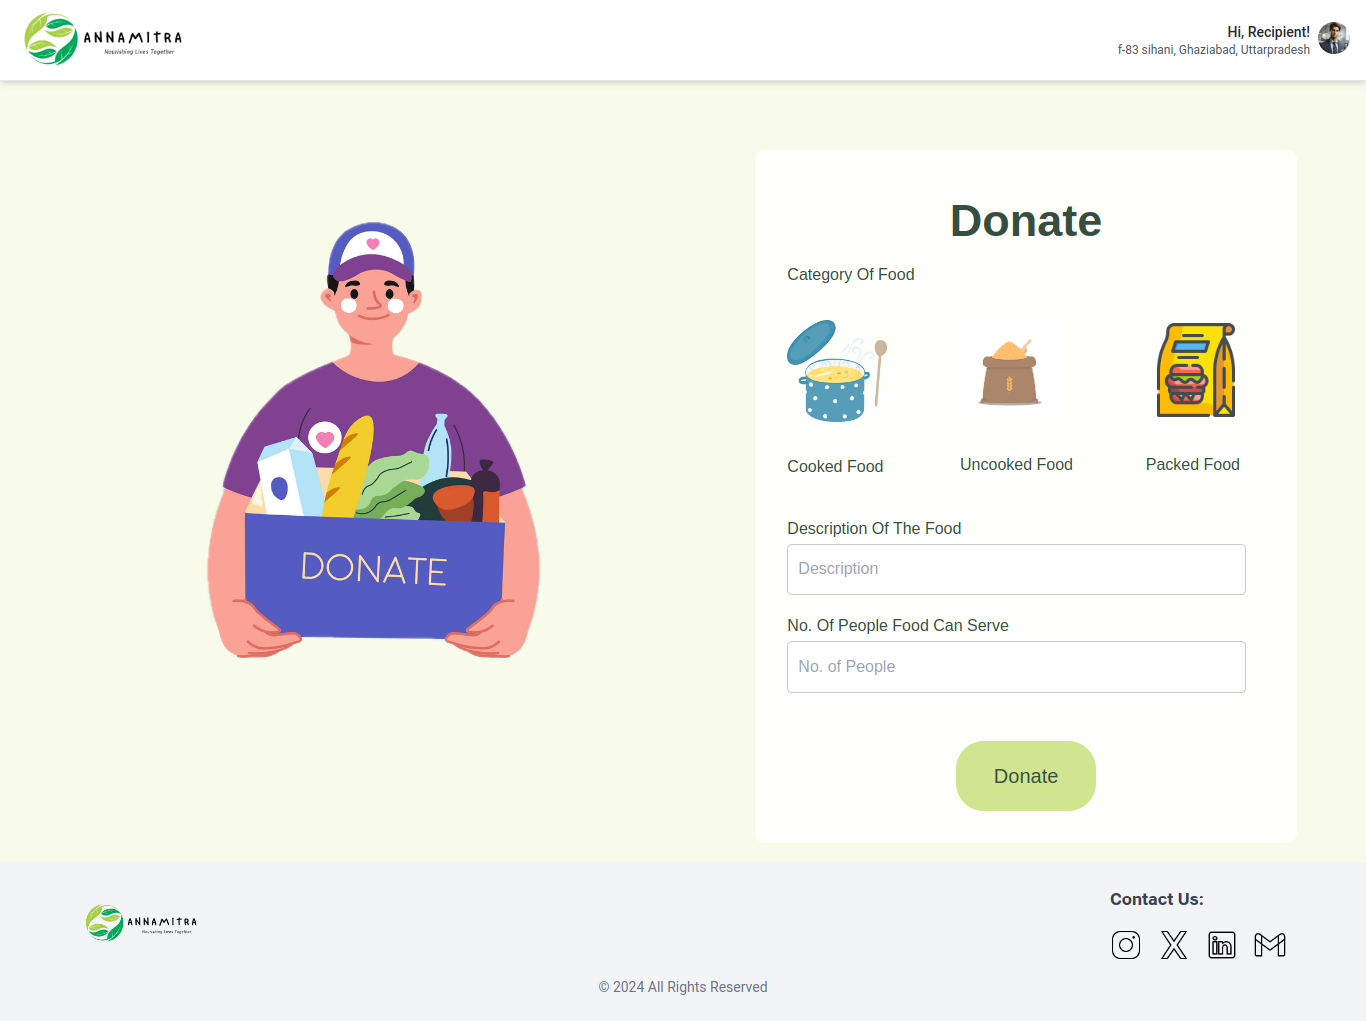 ANNAMITRA
Nourishing Lives Together
Hi, Recipient!
f-83 sihani, Ghaziabad, Uttarpradesh
DONATE
Donate
Category Of Food
Cooked Food
Uncooked Food
Packed Food
Description Of The Food
Description
No. Of People Food Can Serve
No. of People
Donate
ANNAMITRA
Nourishing Lives Together
Contact Us:
© 2024 All Rights Reserved